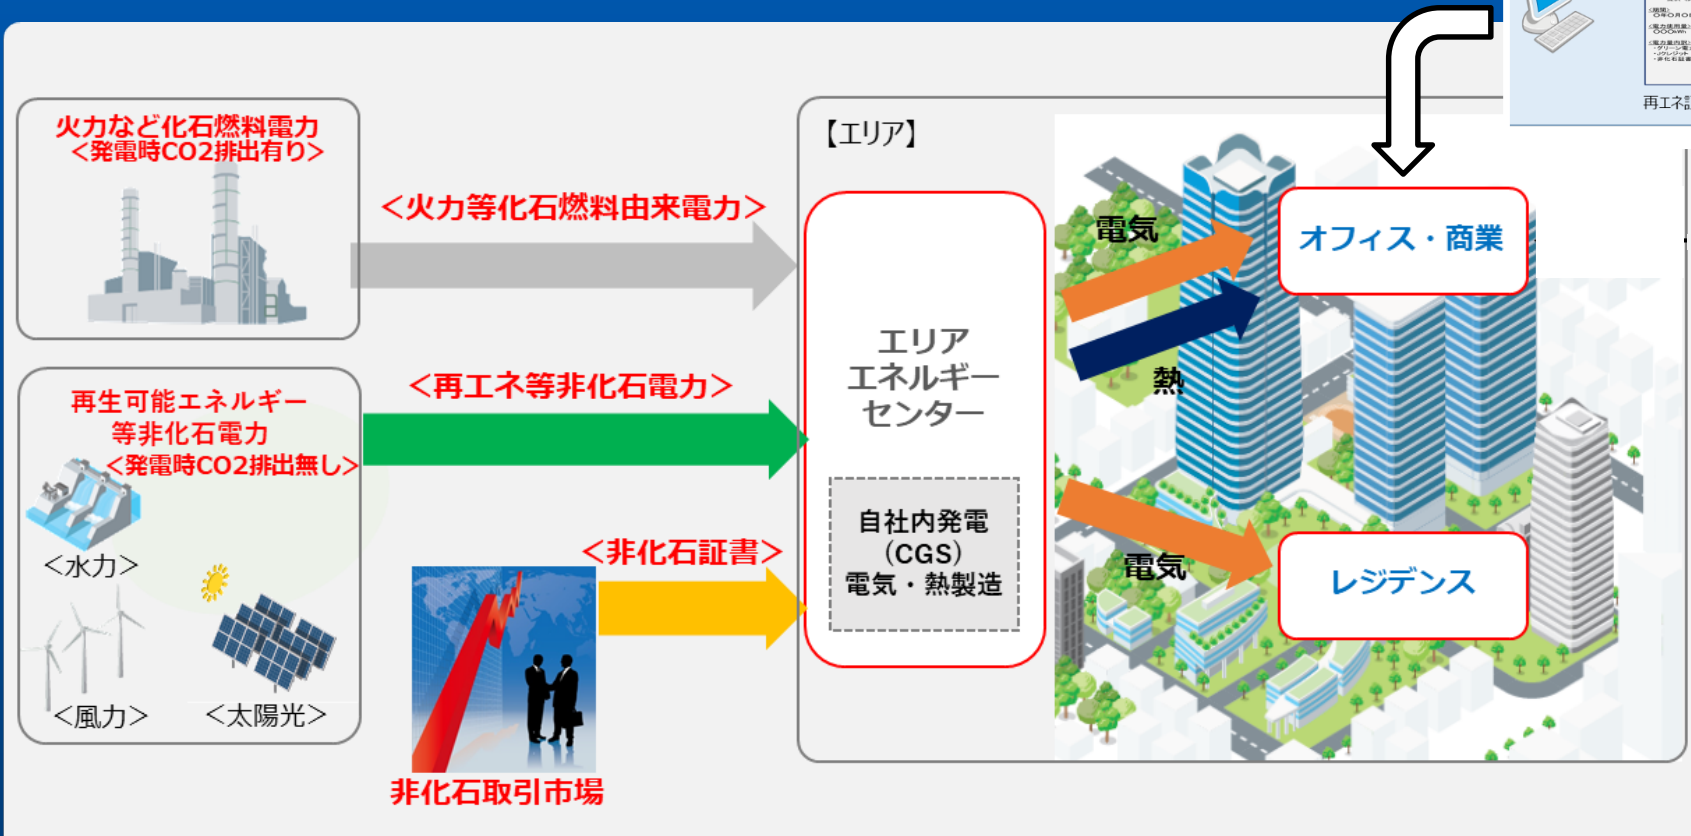 火力など化石燃料電力
<発電時CO2排出有り>
<火力等化石燃料由来電力>
再生可能エネルギー
等非化石電力
<発電時CO2排出無し>
<水力>
<風力>
<太陽光>
<再エネ等非化石電力>
<非化石証書>
非化石取引市場
【エリア】
エリア
エネルギー
センター
自社内発電
(CGS)
電気・熱製造
電気
熱
電気
オフィス・商業
レジデンス
再エネ